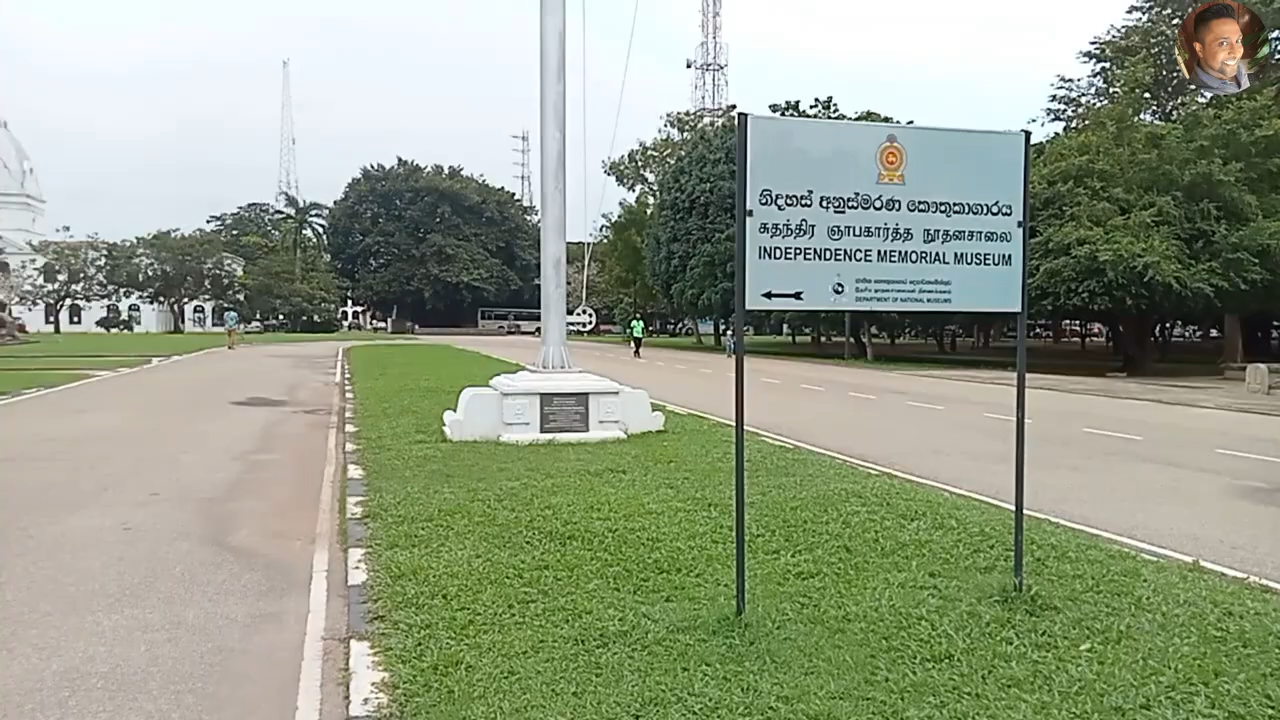 නිදහස් අනුස්මරණ කෞතුකාගාරය
சுதந்திர ஞாபகார்த்த நூதனசாலை
INDEPENDENCE MEMORIAL MUSEUM
DEPARTMENT OF NATIONAL MUSEUMS